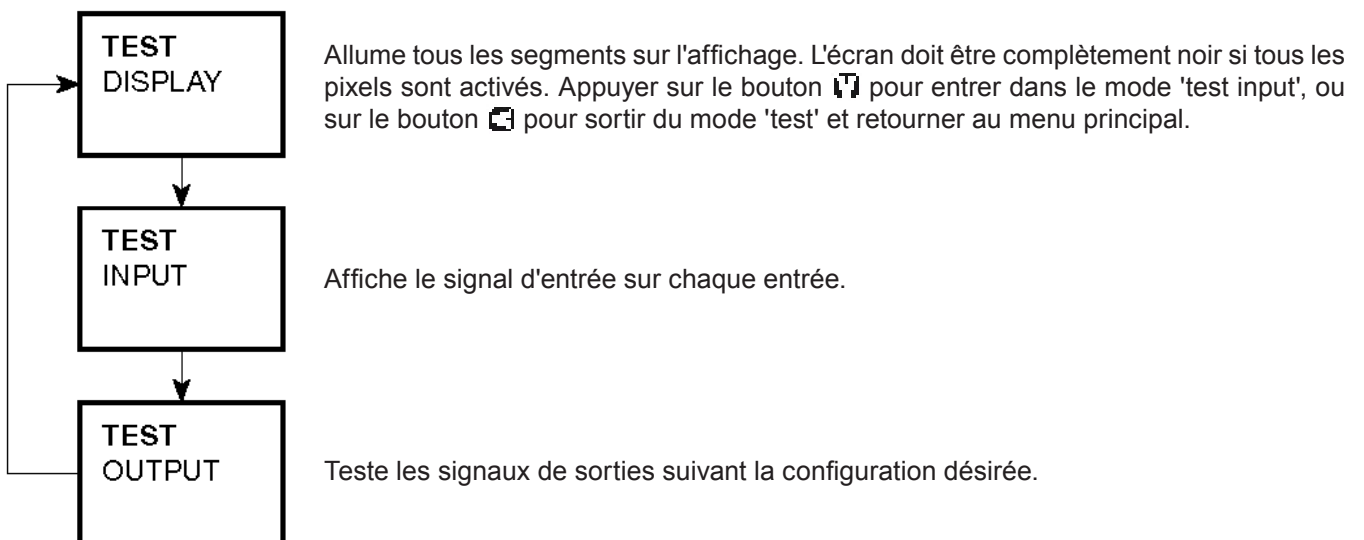 TEST
DISPLAY
Allume tous les segments sur l'affichage. L'écran doit être complètement noir si tous les
pixels sont activés. Appuyer sur le bouton pour entrer dans le mode 'test input', ou
sur le bouton pour sortir du mode 'test' et retourner au menu principal.
TEST
INPUT
Affiche le signal d'entrée sur chaque entrée.
TEST
OUTPUT
Teste les signaux de sorties suivant la configuration désirée.